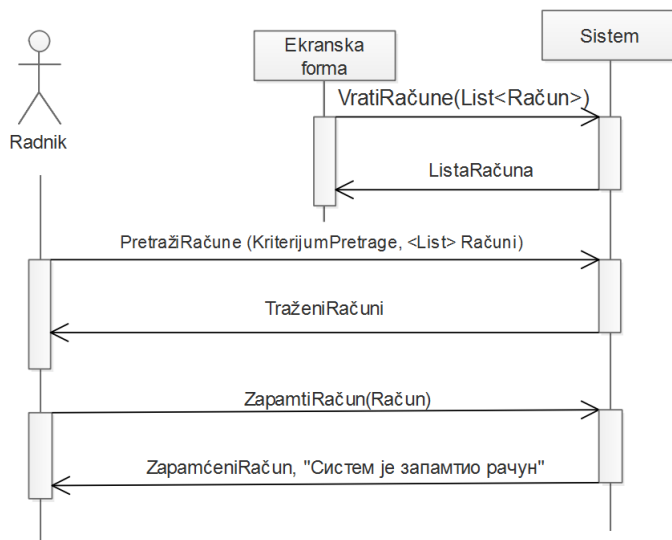 Sistem
Ekranska
forma
Radnik
VratiRačune(List<Račun>)
ListaRačuna
PretražiRačune (KriterijumPretrage, <List> Računi)
TraženiRačuni
ZapamtiRačun(Račun)
ZapamćeniRačun, "Систем је запамтио рачун"